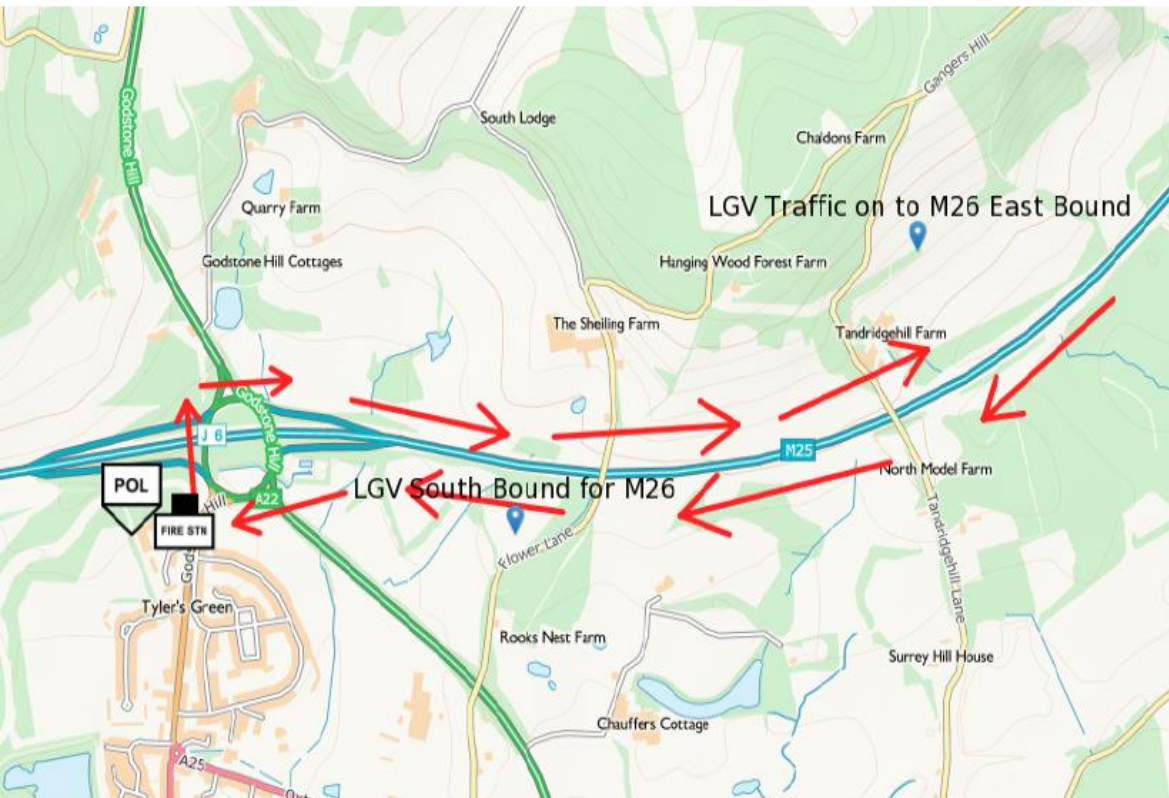 Godstone Hill
South Lodge
Gangers Hill
Chaldons Farm
Quarry Farm
LGV Traffic on to M26 East Bound
Godstone Hill Cottages
Hanging Wood Forest Farm
The Sheiling Farm
Tandridgehill Farm
Godstone Hill
J 6
M25
POL
A22
LGV South Bound for M26
North Model Farm
Hill
FIRE STN
Flower Lane
Gods
Tandridgehill Lane
Tyler's Green
Rooks Nest Farm
Surrey Hill House
Chauffers Cottage
A25